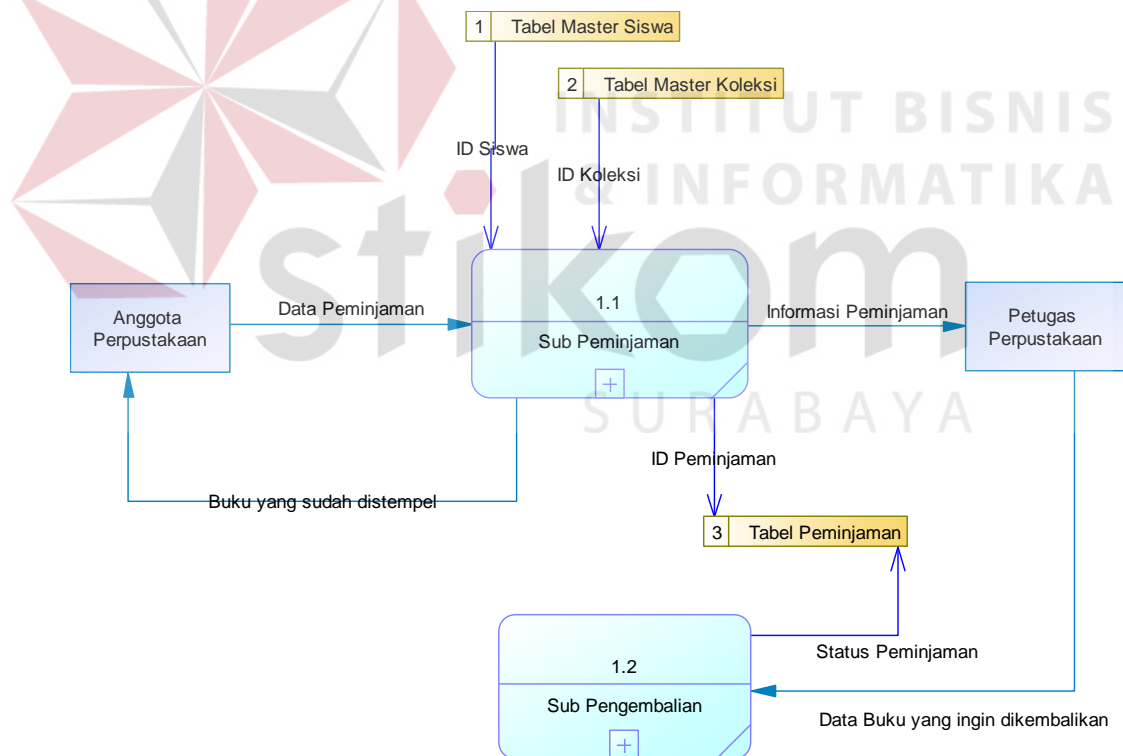 1 Tabel Master Siswa
2 Tabel Master Koleksi
INSTITUT BISNIS
& INFORMATIKA
stikom
SURABAYA
ID Siswa
ID Koleksi
Anggota
Perpustakaan
Data Peminjaman
1.1
Sub Peminjaman
Informasi Peminjaman
Petugas
Perpustakaan
ID Peminjaman
Buku yang sudah distempel
3 Tabel Peminjaman
1.2
Sub Pengembalian
Status Peminjaman
Data Buku yang ingin dikembalikan